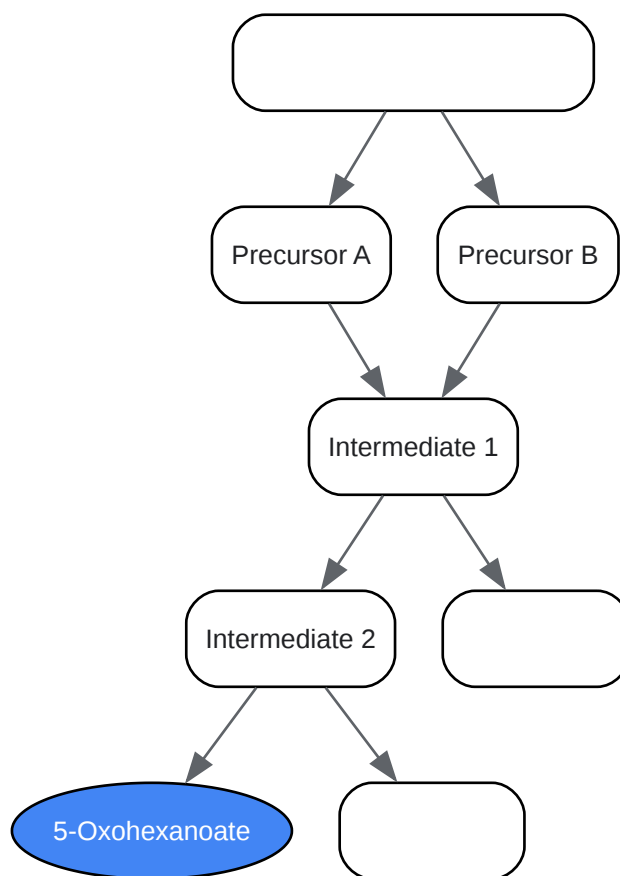 Precursor A
Precursor B
Intermediate 1
Intermediate 2
5-Oxohexanoate